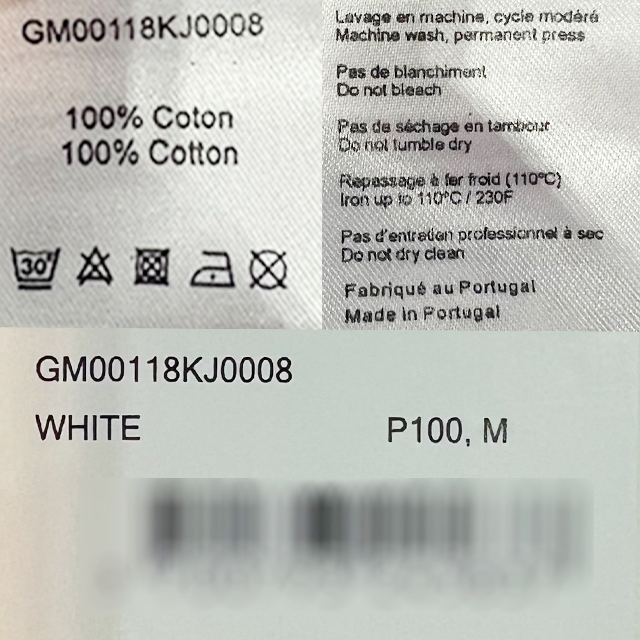 GM00118KJ0008
100% Coton
100% Cotton
30°
Lavage en machine, cycle modéré
Machine wash, permanent press
Pas de blanchiment
Do not bleach
Pas de séchage en tambour
Do not tumble dry
Repassage à fer froid (110°C)
Iron up to 110°C / 230F
Pas d'entretien professionnel à sec
Do not dry clean
Fabriqué au Portugal
Made in Portugal
GM00118KJ0008
WHITE P100, M